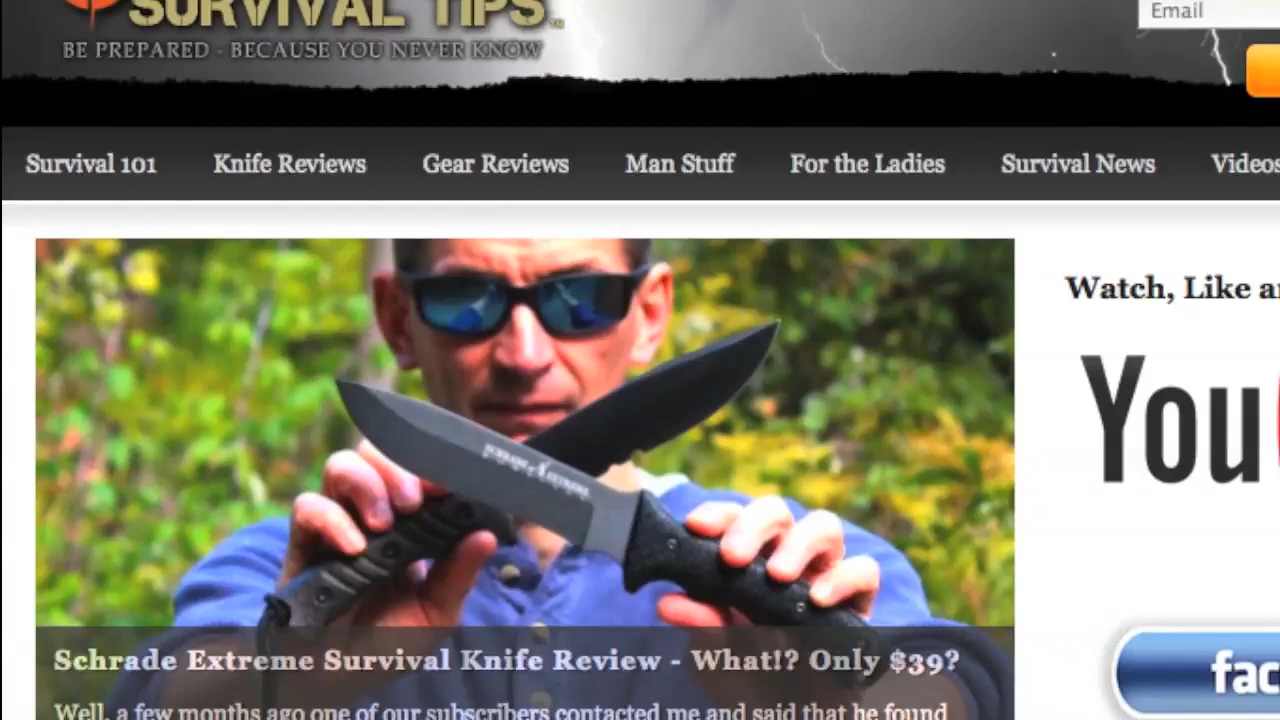 SURVIVAL TIPS
BE PREPARED - BECAUSE YOU NEVER KNOW
Email
Survival 101 Knife Reviews Gear Reviews Man Stuff For the Ladies Survival News Videos
Watch, Like a
You
Schrade Extreme Survival Knife Review - What!? Only $39?
fac
Well, a few months ago one of our subscribers contacted me and said that he found